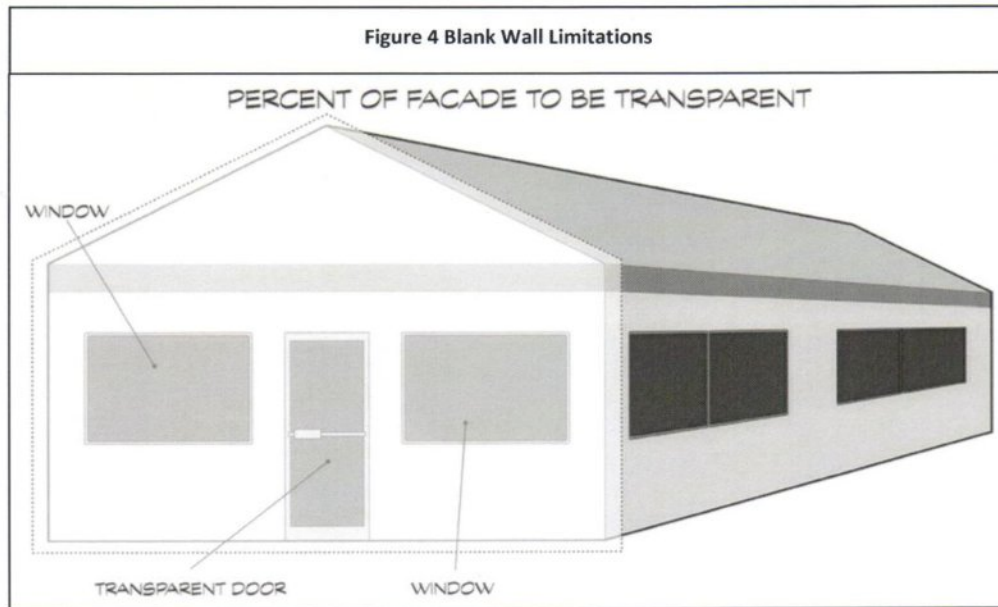 Figure 4 Blank Wall Limitations
PERCENT OF FACADE TO BE TRANSPARENT
WINDOW
TRANSPARENT DOOR
WINDOW